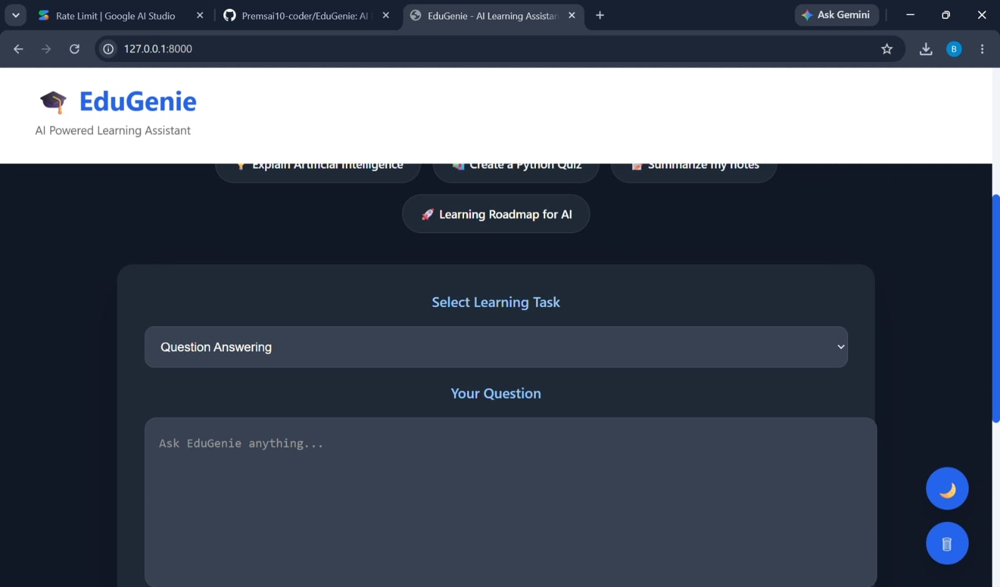 Rate Limit | Google AI Studio
Premsai10-coder/EduGenie: AI
EduGenie - AI Learning Assistan
Ask Gemini
127.0.0.1:8000
B
EduGenie
AI Powered Learning Assistant
Explain Artificial Intelligence
Create a Python Quiz
Summarize my notes
Learning Roadmap for AI
Select Learning Task
Question Answering
Your Question
Ask EduGenie anything...